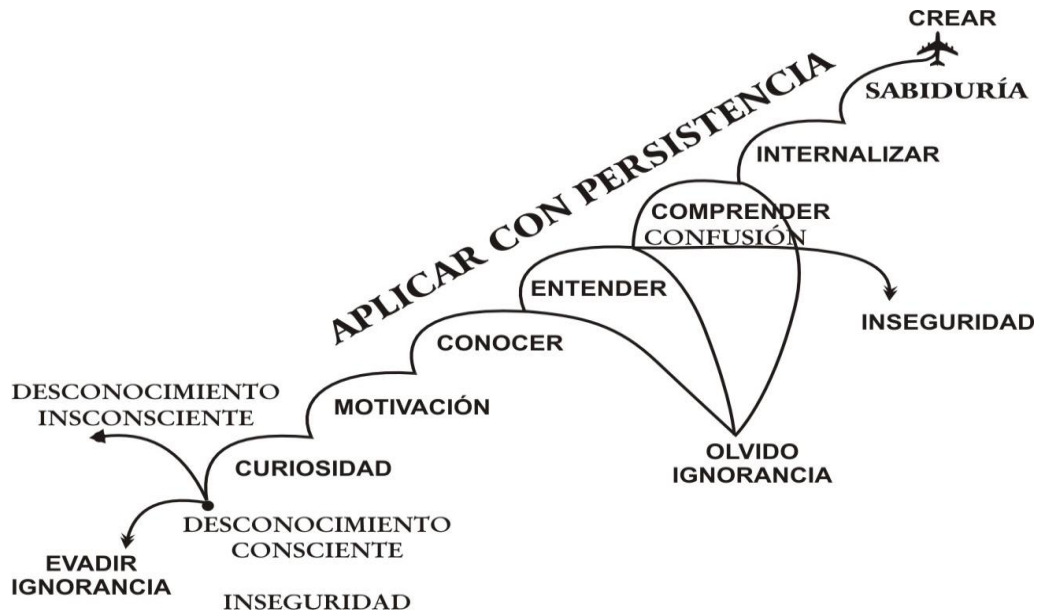 CREAR
SABIDURÍA
APLICAR CON PERSISTENCIA
INTERNALIZAR
COMPRENDER
CONFUSIÓN
ENTENDER
INSEGURIDAD
CONOCER
DESCONOCIMIENTO
INSCONSCIENTE
MOTIVACIÓN
OLVIDO
IGNORANCIA
CURIOSIDAD
DESCONOCIMIENTO
CONSCIENTE
EVADIR
IGNORANCIA
INSEGURIDAD